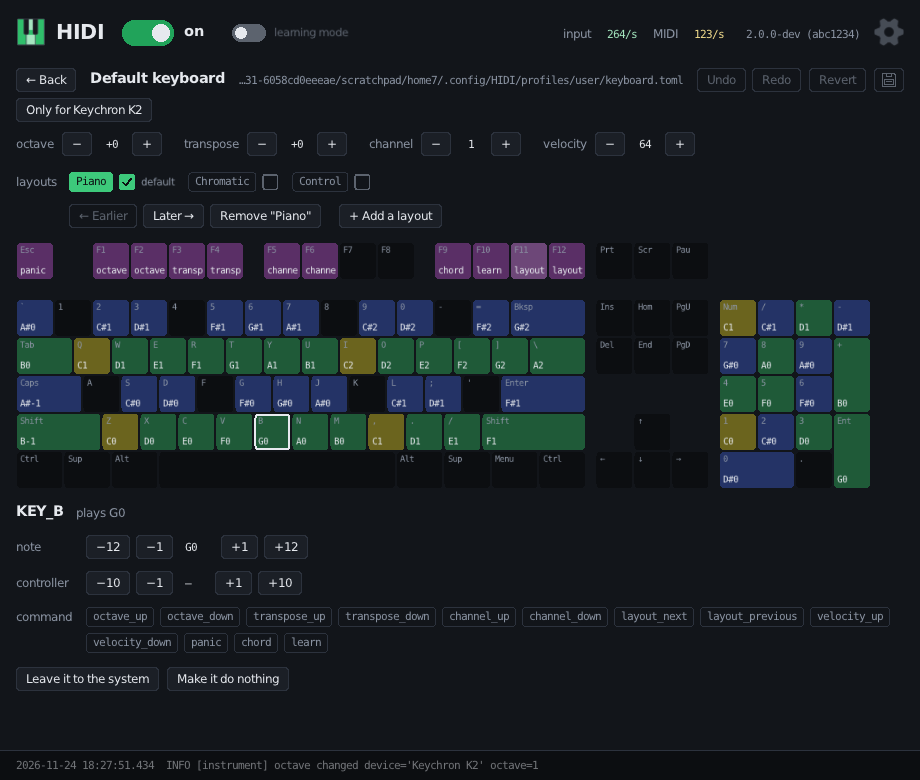 HIDI on learning mode input 264/s MIDI 123/s 2.0.0-dev (abc1234)
← Back Default keyboard …31-6058cd0eeeae/scratchpad/home7/.config/HIDI/profiles/user/keyboard.toml Undo Redo Revert
Only for Keychron K2
octave − +0 + transpose − +0 + channel − 1 + velocity − 64 +
layouts Piano default Chromatic Control
← Earlier Later → Remove "Piano" + Add a layout
Esc F1 F2 F3 F4 F5 F6 F7 F8 F9 F10 F11 F12 Prt Scr Pau
panic octave octave transp transp channe channe chord learn layout layout
` 1 2 3 4 5 6 7 8 9 0 - = Bksp Ins Hom PgU Num / * -
A#0 C#1 D#1 F#1 G#1 A#1 C#2 D#2 F#2 G#2 C1 C#1 D1 D#1
Tab Q W E R T Y U I O P [ ] \ Del End PgD 7 8 9 +
B0 C1 D1 E1 F1 G1 A1 B1 C2 D2 E2 F2 G2 A2 G#0 A0 A#0
Caps A S D F G H J K L ; ' Enter 4 5 6
A#-1 C#0 D#0 F#0 G#0 A#0 C#1 D#1 F#1 E0 F0 F#0 B0
Shift Z X C V B N M , . / Shift ↑ 1 2 3 Ent
B-1 C0 D0 E0 F0 G0 A0 B0 C1 D1 E1 F1 C0 C#0 D0
Ctrl Sup Alt Alt Sup Menu Ctrl ← ↓ → 0 .
D#0 G0
KEY_B plays G0
note −12 −1 G0 +1 +12
controller −10 −1 — +1 +10
command octave_up octave_down transpose_up transpose_down channel_up channel_down layout_next layout_previous velocity_up
velocity_down panic chord learn
Leave it to the system Make it do nothing
2026-11-24 18:27:51.434 INFO [instrument] octave changed device='Keychron K2' octave=1